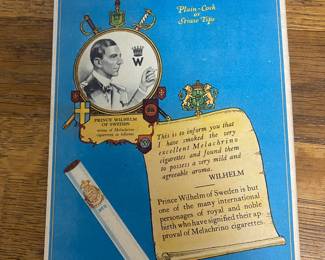 Plain-Cork
or
Straw Tips
W
PRINCE WILHELM
OF SWEDEN
This is to inform you that
I have smoked the very
excellent Melachrino
cigarettes and found them
to possess a very mild and
agreeable aroma.
WILHELM
Prince Wilhelm of Sweden is but
one of the many international
personages of royal and noble
birth who have signified their ap-
proval of Melachrino cigarettes.